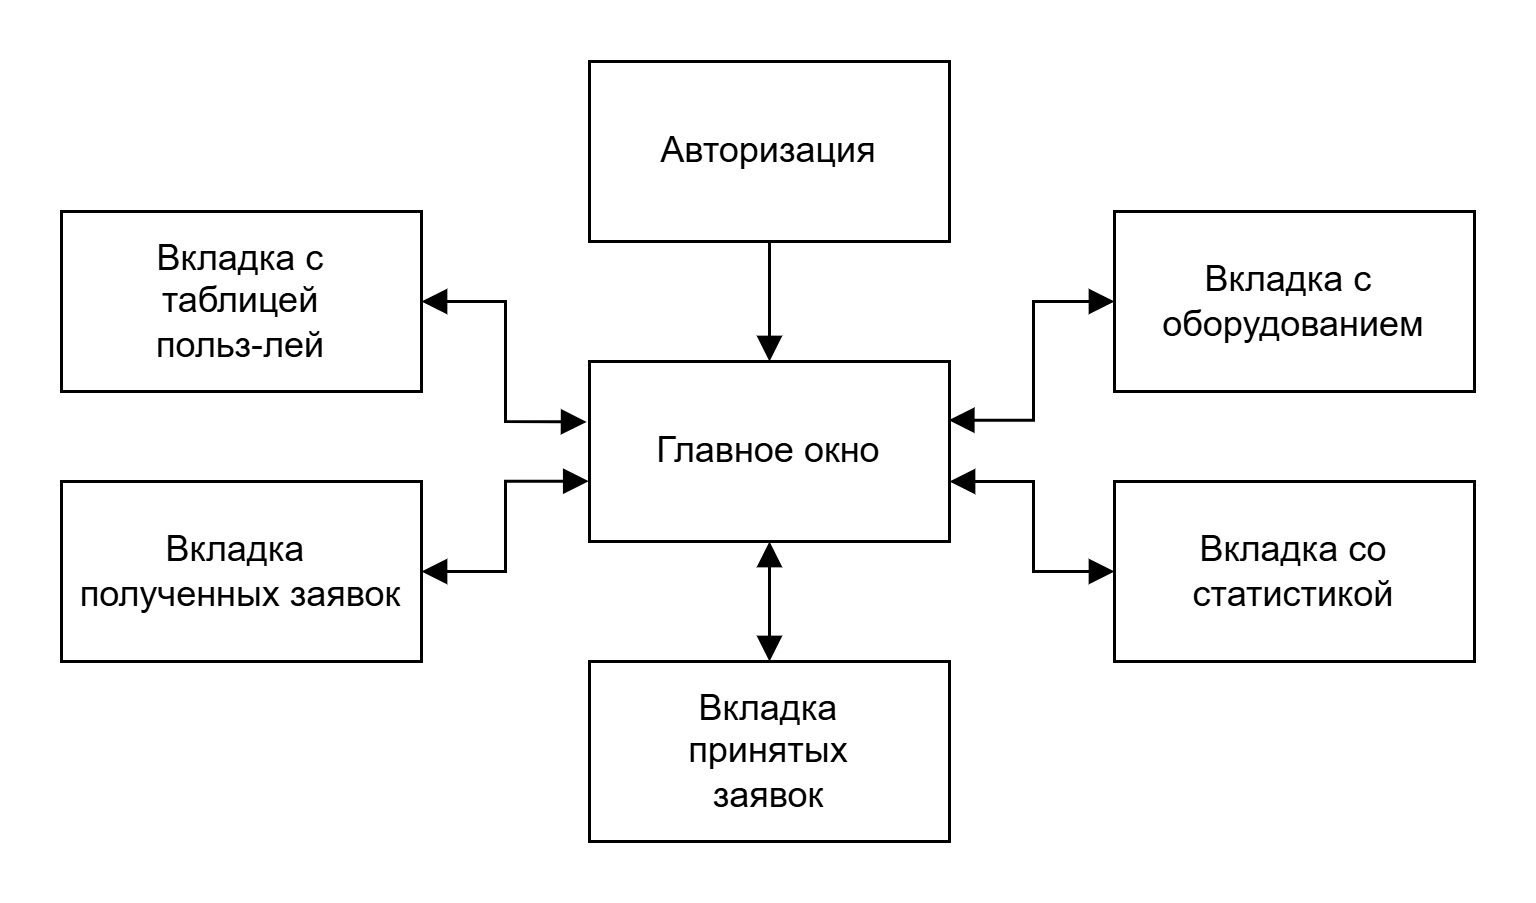 Авторизация
Вкладка с
таблицей
польз-лей
Вкладка с
оборудованием
Главное окно
Вкладка
полученных заявок
Вкладка со
статистикой
Вкладка
принятых
заявок